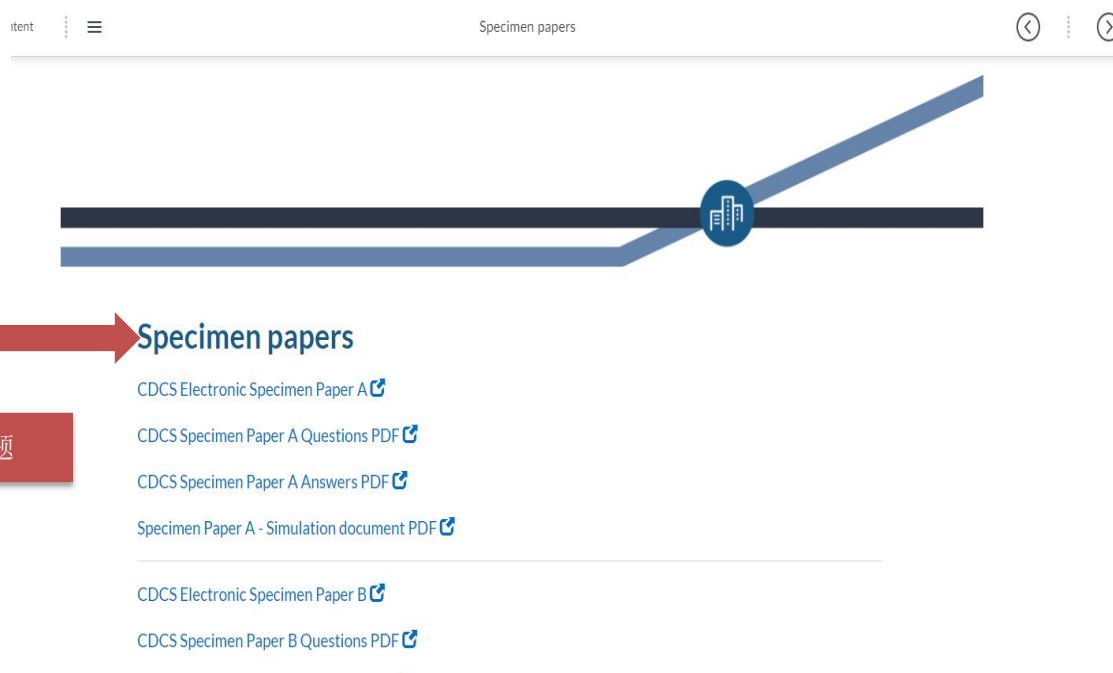 Specimen papers
Specimen papers
CDCS Electronic Specimen Paper A
CDCS Specimen Paper A Questions PDF
题
CDCS Specimen Paper A Answers PDF
Specimen Paper A - Simulation document PDF
CDCS Electronic Specimen Paper B
CDCS Specimen Paper B Questions PDF